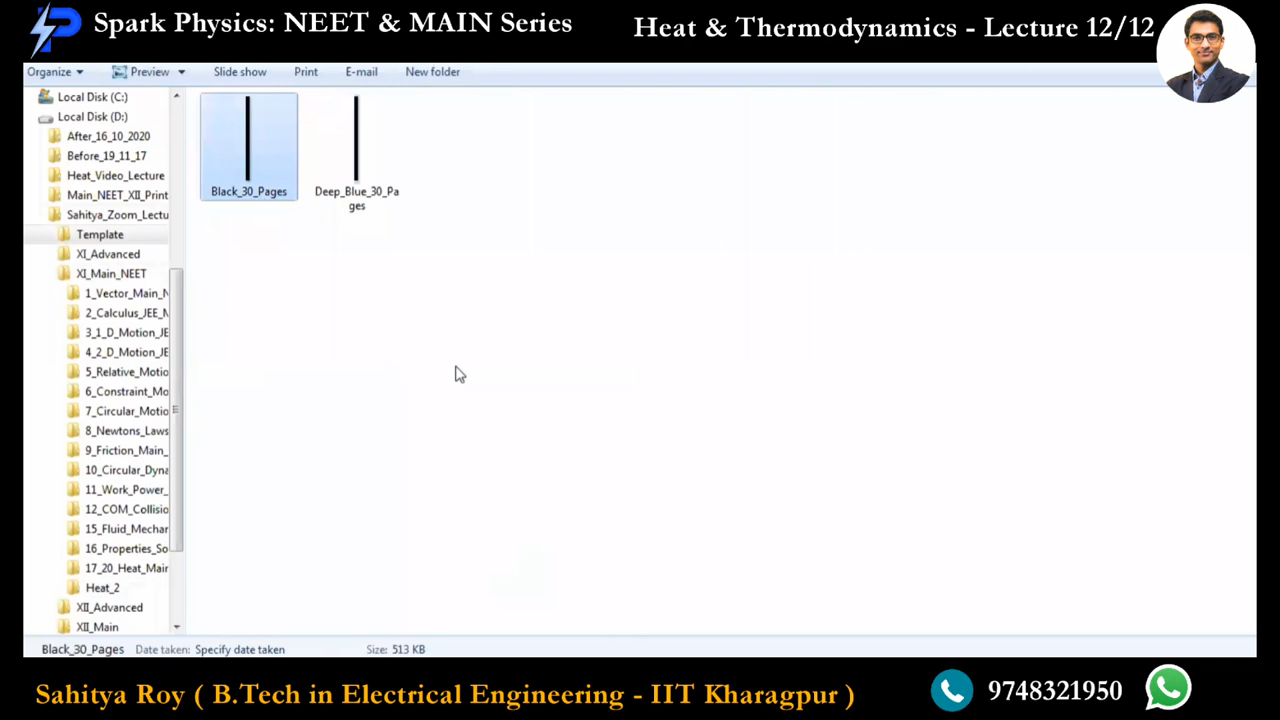 Spark Physics: NEET & MAIN Series
Heat & Thermodynamics - Lecture 12/12
Organize
Preview
Slide show
Print
E-mail
New folder
Local Disk (C:)
Local Disk (D:)
After_16_10_2020
Before_19_11_17
Heat_Video_Lecture
Main_NEET_XII_Print
Sahitya_Zoom_Lectu
Template
XI_Advanced
XI_Main_NEET
1_Vector_Main_N
2_Calculus_JEE_M
3_1_D_Motion_JE
4_2_D_Motion_JE
5_Relative_Motio
6_Constraint_Mo
7_Circular_Motio
8_Newtons_Laws
9_Friction_Main_
10_Circular_Dyna
11_Work_Power_
12_COM_Collisio
15_Fluid_Mechar
16_Properties_So
17_20_Heat_Main
Heat_2
XII_Advanced
XII_Main
Black_30_Pages
Deep_Blue_30_Pa
ges
Black_30_Pages Date taken: Specify date taken Size: 513 KB
Sahitya Roy ( B.Tech in Electrical Engineering - IIT Kharagpur )
9748321950